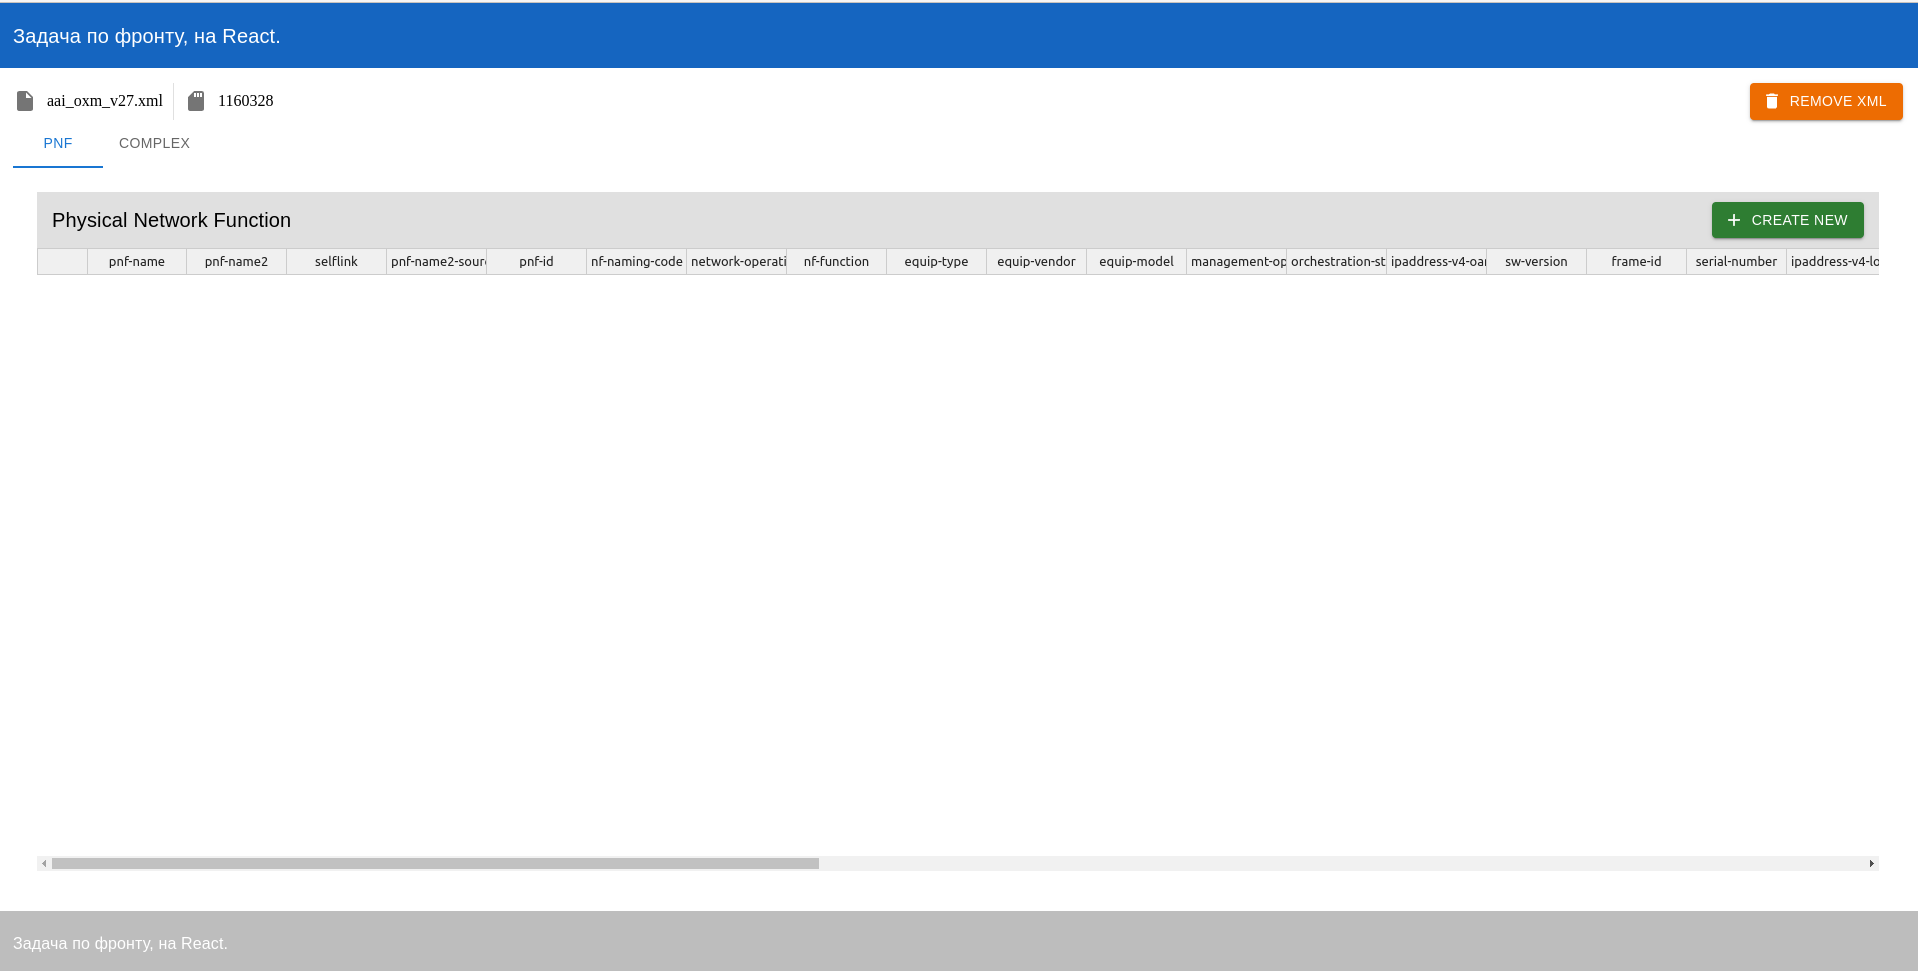 Задача по фронту, на React.
aai_oxm_v27.xml 1160328 REMOVE XML
PNF COMPLEX
Physical Network Function CREATE NEW
pnf-name pnf-name2 selflink pnf-name2-sour pnf-id nf-naming-code network-operati nf-function equip-type equip-vendor equip-model management-op orchestration-st ipaddress-v4-oa sw-version frame-id serial-number ipaddress-v4-lo
Задача по фронту, на React.